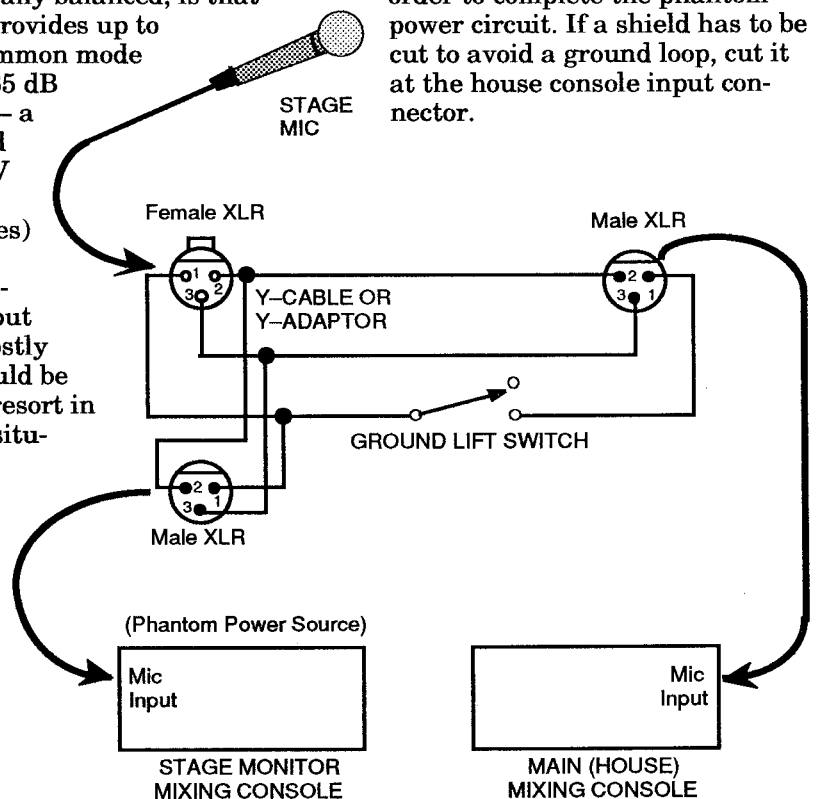 ally balanced, is that
rovides up to
mmon mode
5 dB
– a
V
es)
-
out
ostly
uld be
resort in
situ-
order to complete the phantom
power circuit. If a shield has to be
cut to avoid a ground loop, cut it
at the house console input con-
nector.
STAGE
MIC
Female XLR
Male XLR
1
2
3
2
1
3
Y–CABLE OR
Y–ADAPTOR
GROUND LIFT SWITCH
2
1
3
Male XLR
(Phantom Power Source)
Mic
Input
Mic
Input
STAGE MONITOR
MIXING CONSOLE
MAIN (HOUSE)
MIXING CONSOLE